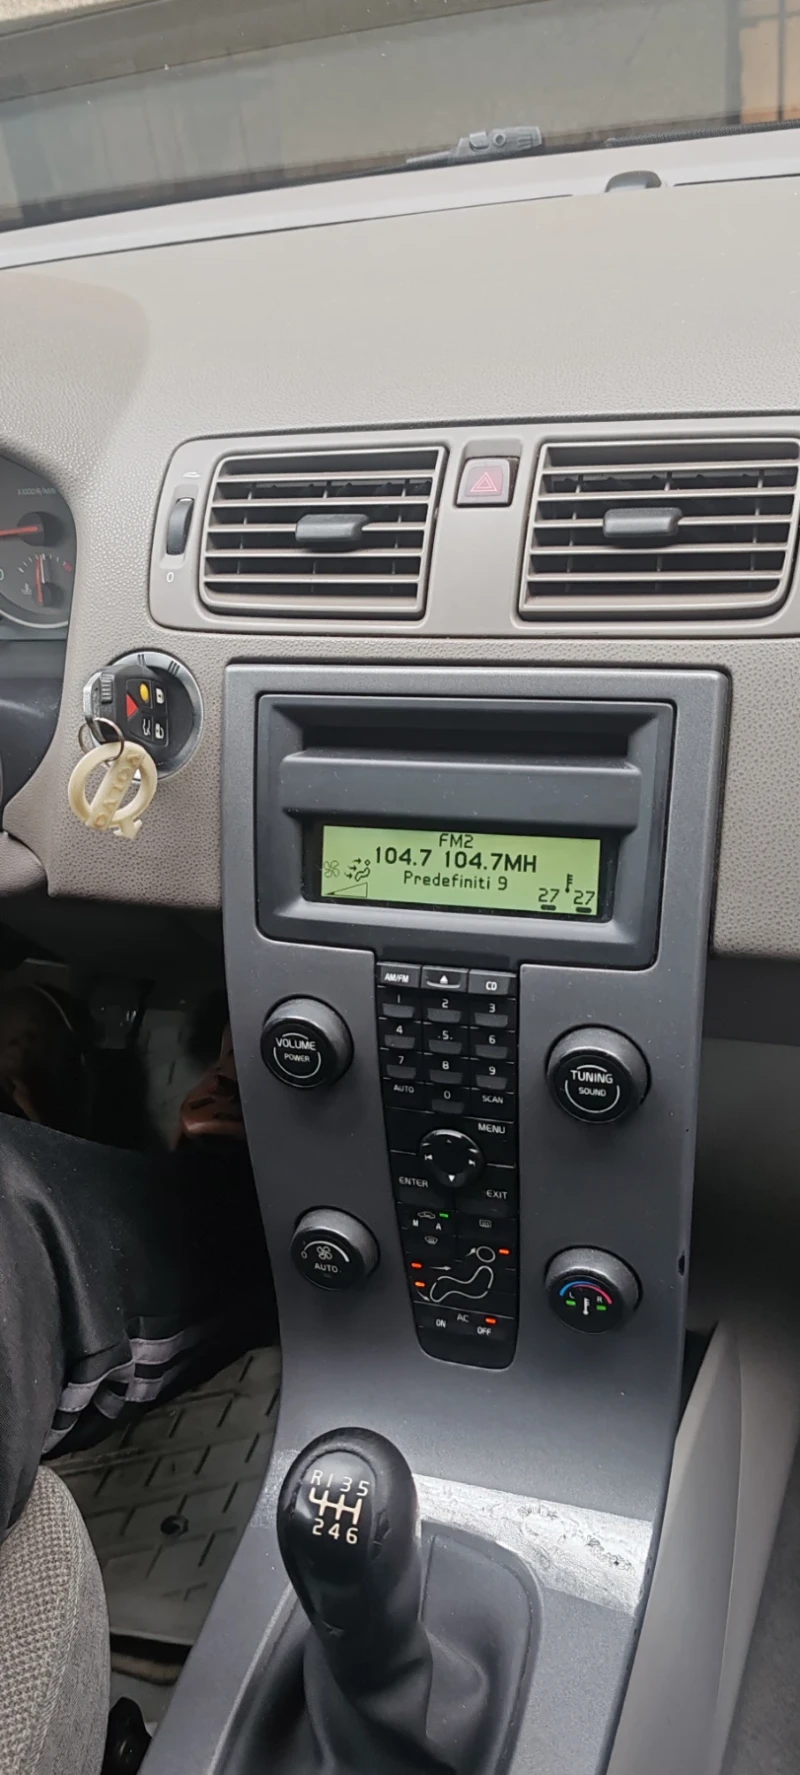 0
FM2
104.7 104.7MH
Predefiniti 9
27 27
AM/FM
CD
1 2 3
4 .5. 6
7 8 9
AUTO 0 SCAN
VOLUME
POWER
TUNING
SOUND
MENU
ENTER
EXIT
M A
0
AUTO
L R
AC
ON OFF
R 1 3 5
2 4 6